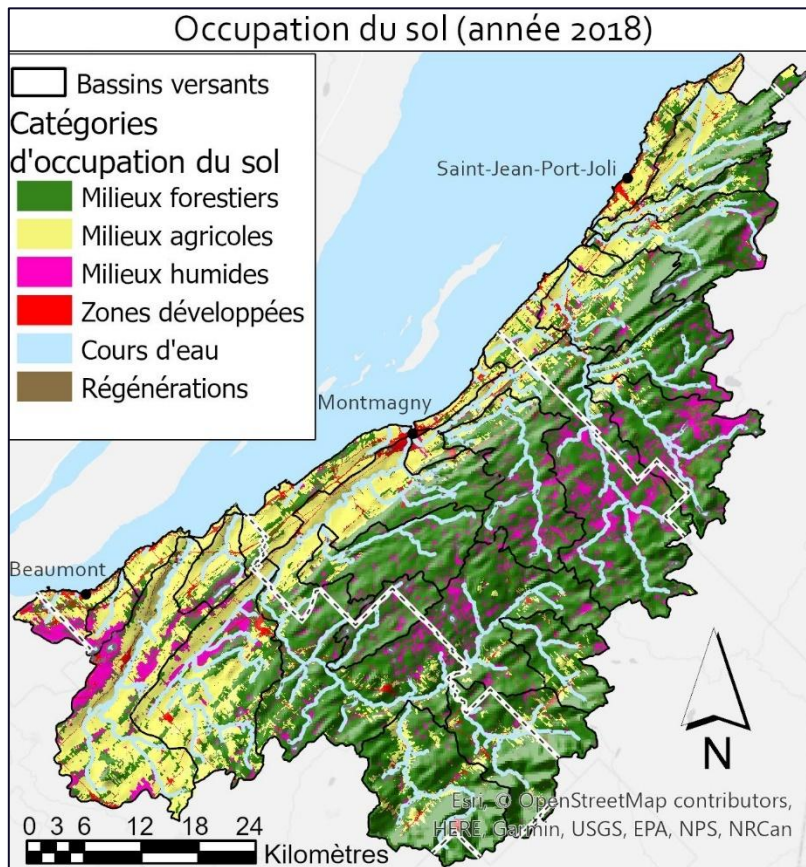 Occupation du sol (année 2018)
Bassins versants
Catégories
d'occupation du sol
Milieux forestiers
Milieux agricoles
Milieux humides
Zones développées
Cours d'eau
Régénérations
Saint-Jean-Port-Joli
Montmagny
Beaumont
N
Esri, © OpenStreetMap contributors,
HERE, Garmin, USGS, EPA, NPS, NRCan
0 3 6 12 18 24
Kilomètres